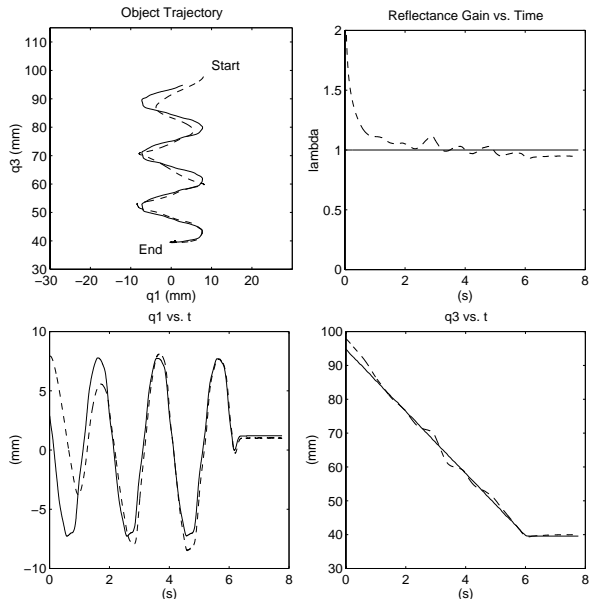 Object Trajectory
110
100
90
80
70
60
50
40
30
q3 (mm)
Start
End
−30 −20 −10 0 10 20
q1 (mm)
Reflectance Gain vs. Time
2
1.5
1
0.5
0
lambda
0 2 4 6 8
(s)
q1 vs. t
10
5
0
−5
−10
(mm)
0 2 4 6 8
(s)
q3 vs. t
100
90
80
70
60
50
40
30
(mm)
0 2 4 6 8
(s)